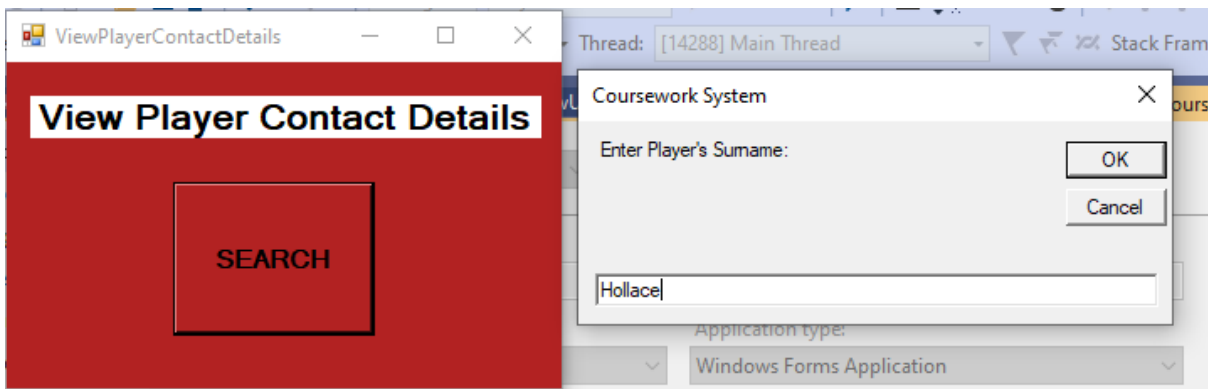 ViewPlayerContactDetails
View Player Contact Details
SEARCH
Thread: [14288] Main Thread
Stack Fram
Coursework System
Enter Player's Surname:
OK
Cancel
Hollace
Application type:
Windows Forms Application